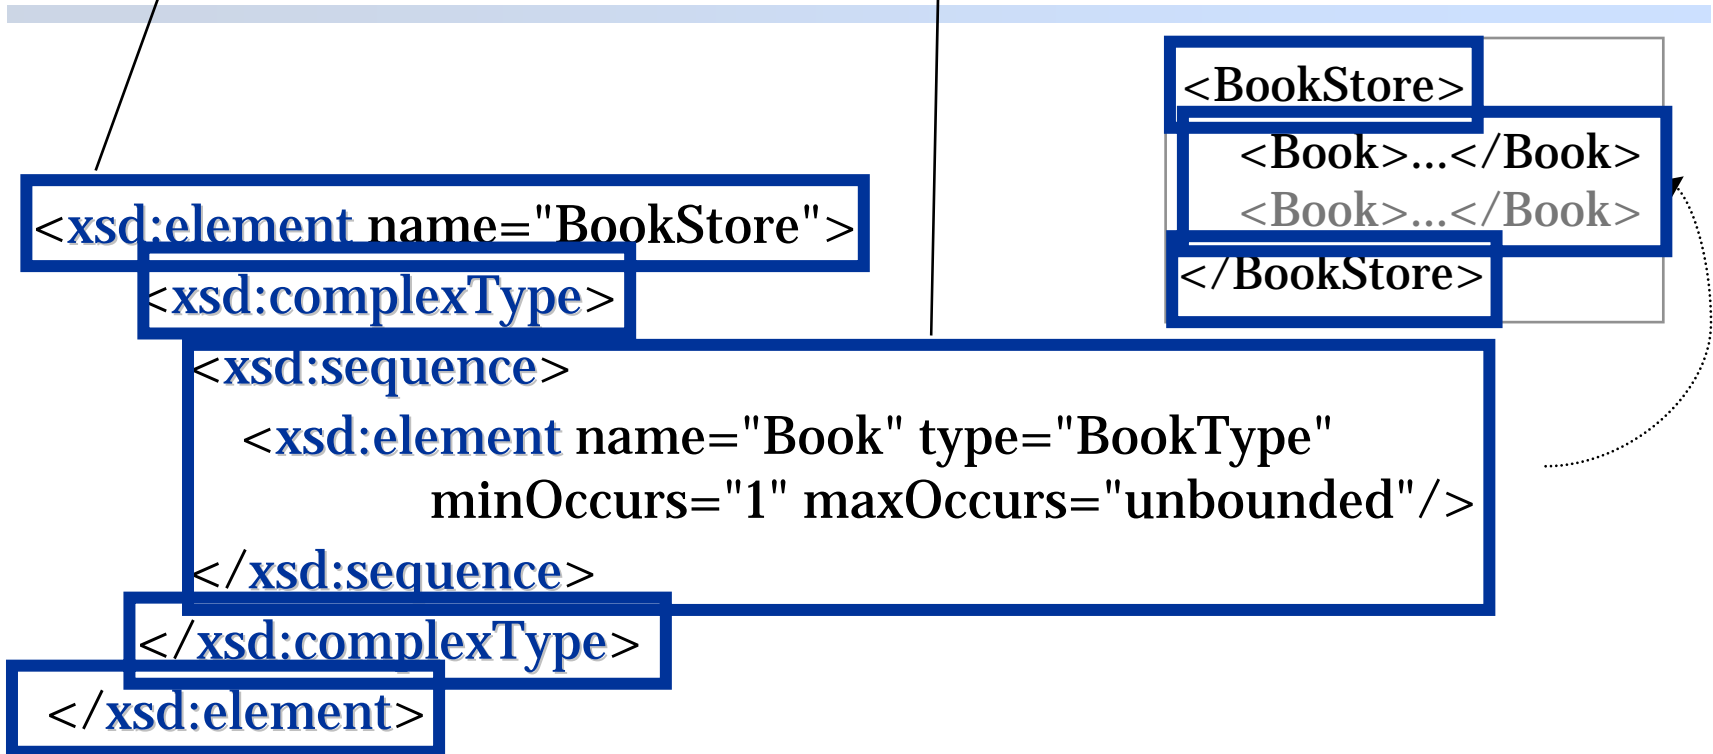 <BookStore>
<Book>...</Book>
<Book>...</Book>
</BookStore>
<xsd:element name="BookStore">
<xsd:complexType>
<xsd:sequence>
<xsd:element name="Book" type="BookType"
minOccurs="1" maxOccurs="unbounded"/>
</xsd:sequence>
</xsd:complexType>
</xsd:element>